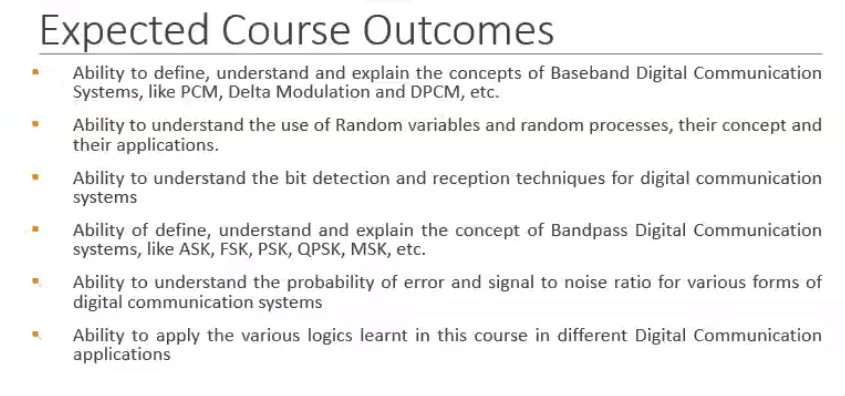 Expected Course Outcomes
Ability to define, understand and explain the concepts of Baseband Digital Communication
Systems, like PCM, Delta Modulation and DPCM, etc.
Ability to understand the use of Random variables and random processes, their concept and
their applications.
Ability to understand the bit detection and reception techniques for digital communication
systems
Ability of define, understand and explain the concept of Bandpass Digital Communication
systems, like ASK, FSK, PSK, QPSK, MSK, etc.
Ability to understand the probability of error and signal to noise ratio for various forms of
digital communication systems
Ability to apply the various logics learnt in this course in different Digital Communication
applications